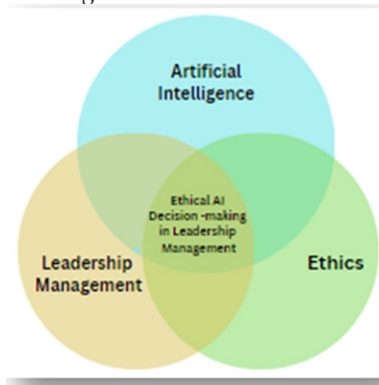 Artificial
Intelligence
Ethical AI
Decision -making
in Leadership
Management
Leadership
Management
Ethics